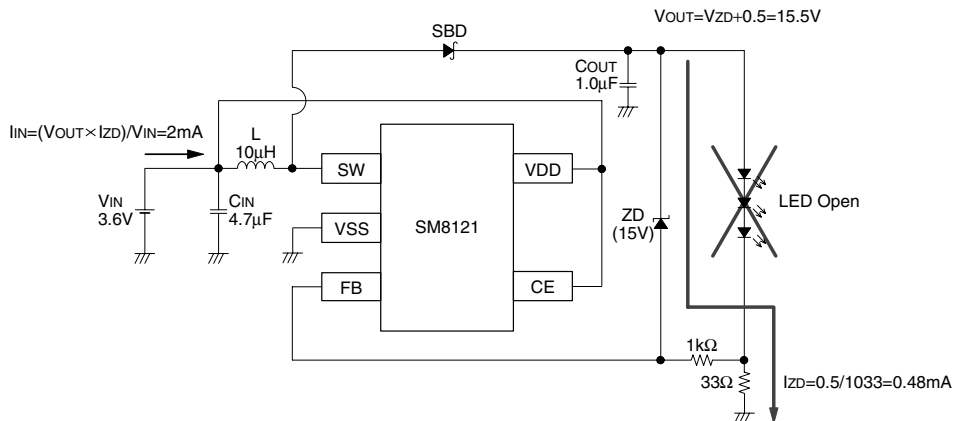 VOUT=VZD+0.5=15.5V
SBD
COUT
1.0μF
IIN=(VOUT×IZD)/VIN=2mA
L
10μH
SW
VDD
VIN
3.6V
CIN
4.7μF
VSS
SM8121
ZD
(15V)
LED Open
FB
CE
1kΩ
33Ω
IZD=0.5/1033=0.48mA